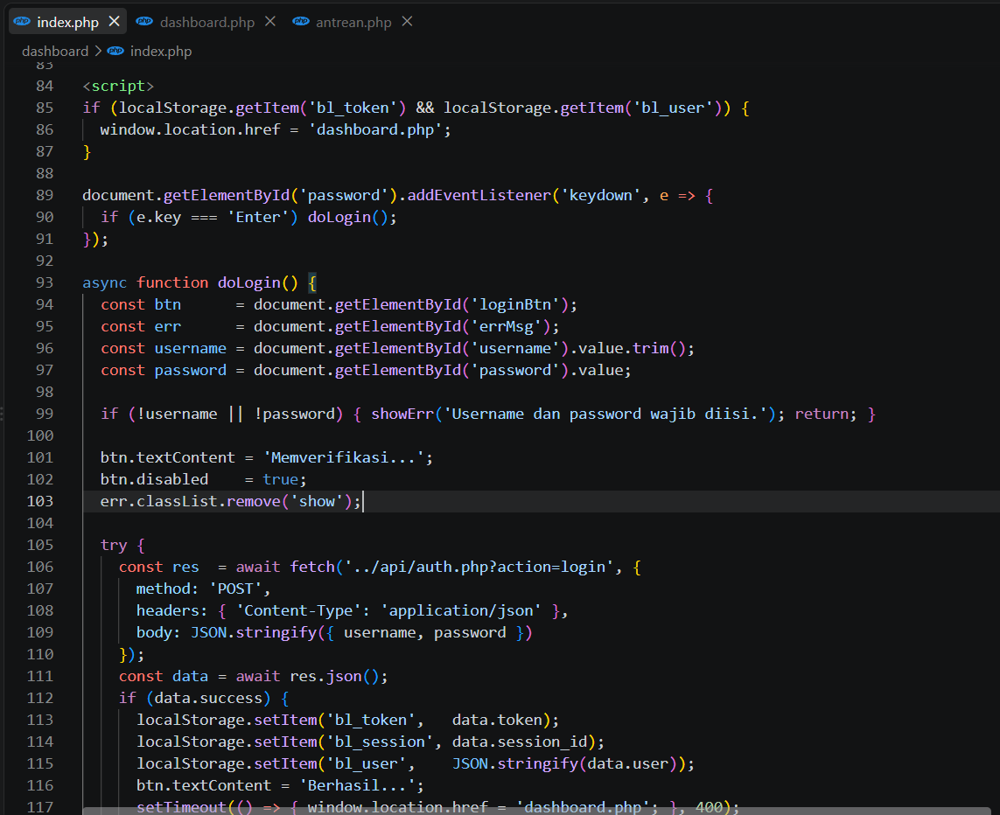 php index.php × php dashboard.php × php antrean.php ×
dashboard > php index.php
83
84 <script>
85 if (localStorage.getItem('bl_token') && localStorage.getItem('bl_user')) {
86 window.location.href = 'dashboard.php';
87 }
88
89 document.getElementById('password').addEventListener('keydown', e => {
90 if (e.key === 'Enter') doLogin();
91 });
92
93 async function doLogin() {
94 const btn = document.getElementById('loginBtn');
95 const err = document.getElementById('errMsg');
96 const username = document.getElementById('username').value.trim();
97 const password = document.getElementById('password').value;
98
99 if (!username || !password) { showErr('Username dan password wajib diisi.'); return; }
100
101 btn.textContent = 'Memverifikasi...';
102 btn.disabled = true;
103 err.classList.remove('show');
104
105 try {
106 const res = await fetch('../api/auth.php?action=login', {
107 method: 'POST',
108 headers: { 'Content-Type': 'application/json' },
109 body: JSON.stringify({ username, password })
110 });
111 const data = await res.json();
112 if (data.success) {
113 localStorage.setItem('bl_token', data.token);
114 localStorage.setItem('bl_session', data.session_id);
115 localStorage.setItem('bl_user', JSON.stringify(data.user));
116 btn.textContent = 'Berhasil...';
117 setTimeout(() => { window.location.href = 'dashboard.php'; }, 400);